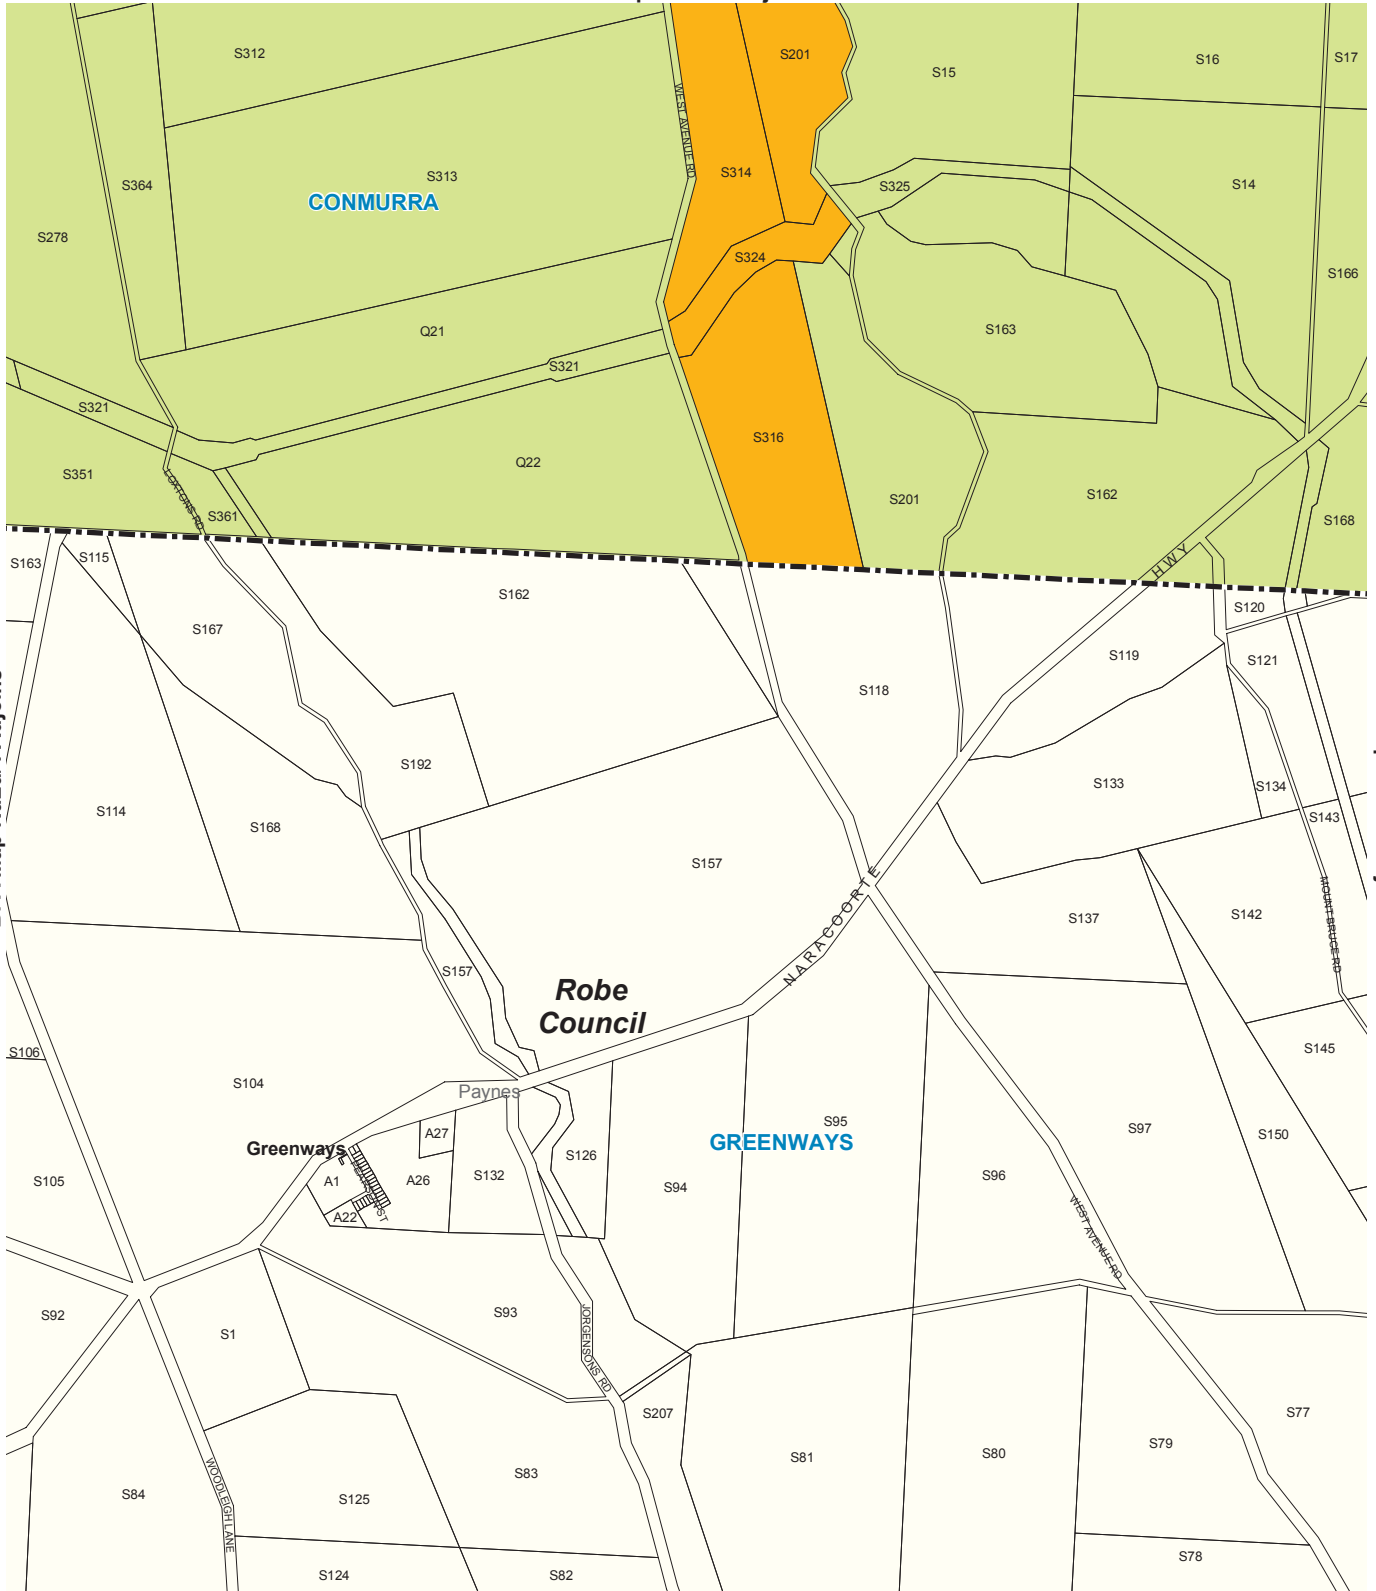 S312
S201
S15
S16
S17
WEST AVENUE RD
S364
S313
S314
S325
S14
CONMURRA
S278
S324
S166
Q21
S163
S321
S321
S316
Q22
S351
S201
S162
LOXTONS RD
S361
S168
HWY
S163
S115
S162
S120
S167
S119
S121
S118
S192
S133
S134
S114
S168
S143
S157
NARACOORTE
MOUNT BRUCE RD
S137
S142
S157
Robe
Council
S106
S104
S145
Paynes
S95
S97
A27
GREENWAYS
S150
Greenways
S126
S105
A1
A26
S132
S94
S96
A22
WEST AVENUE RD
S92
S93
S1
JORGENSONS RD
S207
S77
S79
S81
S80
S83
S84
S125
WOODLEIGH LANE
S78
S124
S82